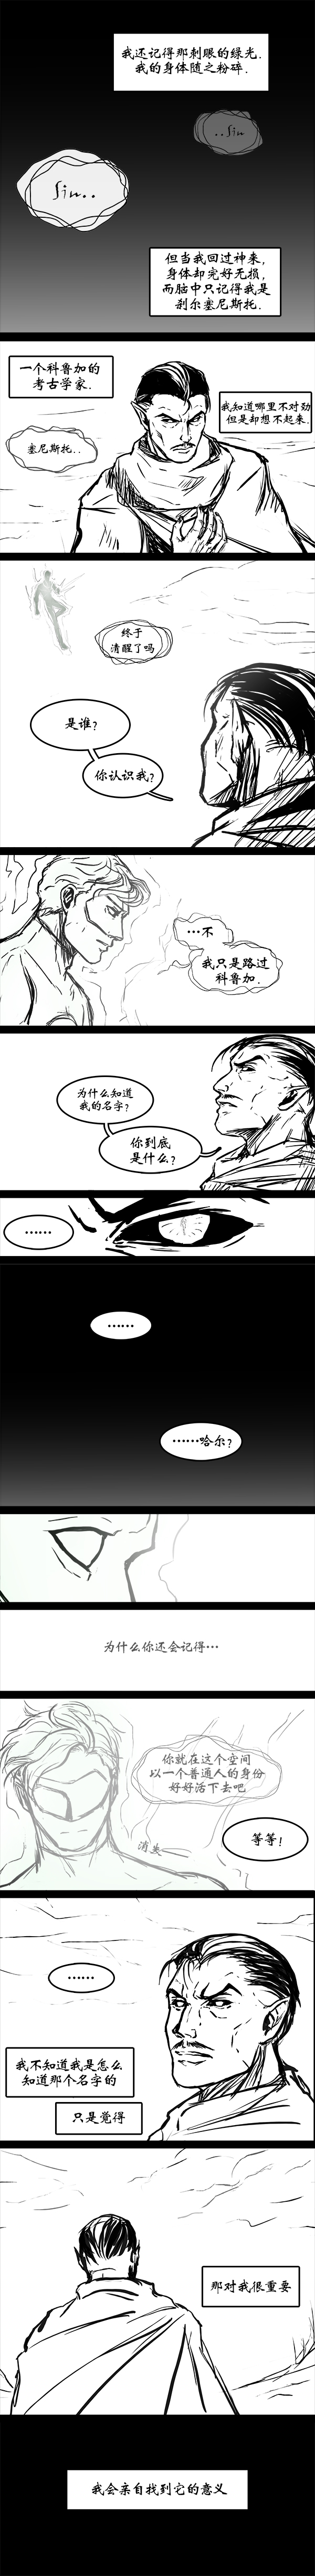 我还记得那刺眼的绿光.
我的身体随之粉碎.
..Sin
Sin..
但当我回过神来,
身体却完好无损,
而脑中只记得我是
剎尔塞尼斯托.
一个科鲁加的
考古学家.
我知道哪里不对劲
但是却想不起来.
塞尼斯托..
终于
清醒了吗
是谁?
你认识我?
…不
我只是路过
科鲁加.
为什么知道
我的名字?
你到底
是什么?
……
……
……哈尔?
为什么你还会记得…
你就在这个空间
以一个普通人的身份
好好活下去吧
消失
等等!
……
我不知道我是怎么
知道那个名字的
只是觉得
那对我很重要
我会亲自找到它的意义